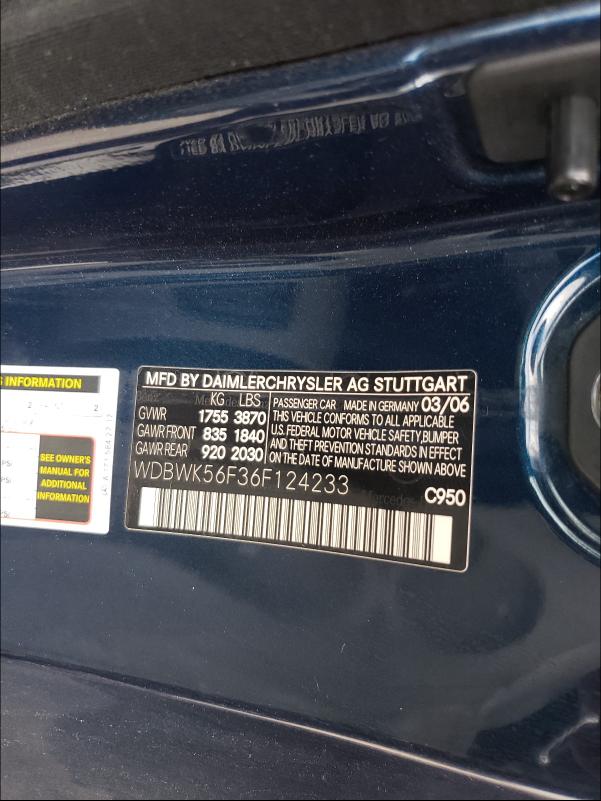 S INFORMATION
2
SEE OWNER'S
MANUAL FOR
ADDITIONAL
INFORMATION
MFD BY DAIMLERCHRYSLER AG STUTTGART
KG LBS
GVWR 1755 3870
GAWR FRONT 835 1840
GAWR REAR 920 2030
PASSENGER CAR MADE IN GERMANY 03/06
THIS VEHICLE CONFORMS TO ALL APPLICABLE
U.S. FEDERAL MOTOR VEHICLE SAFETY, BUMPER
AND THEFT PREVENTION STANDARDS IN EFFECT
ON THE DATE OF MANUFACTURE SHOWN ABOVE
WDBWK56F36F124233
Mercedes
C950